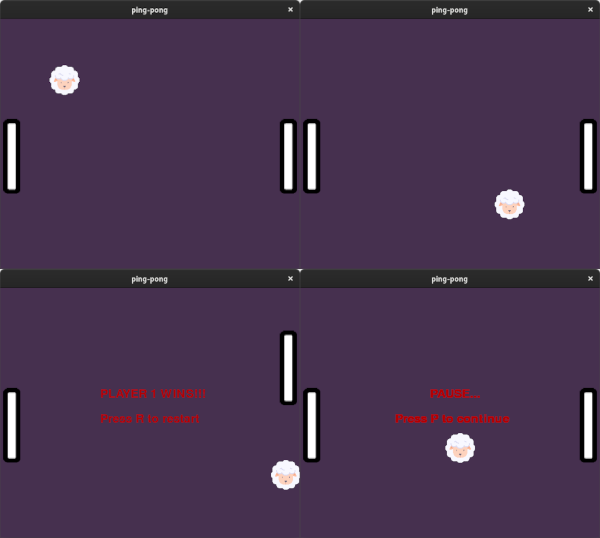 ping-pong ×
ping-pong ×
ping-pong ×
PLAYER 1 WINS!!!
Press R to restart
ping-pong ×
PAUSE...
Press P to continue